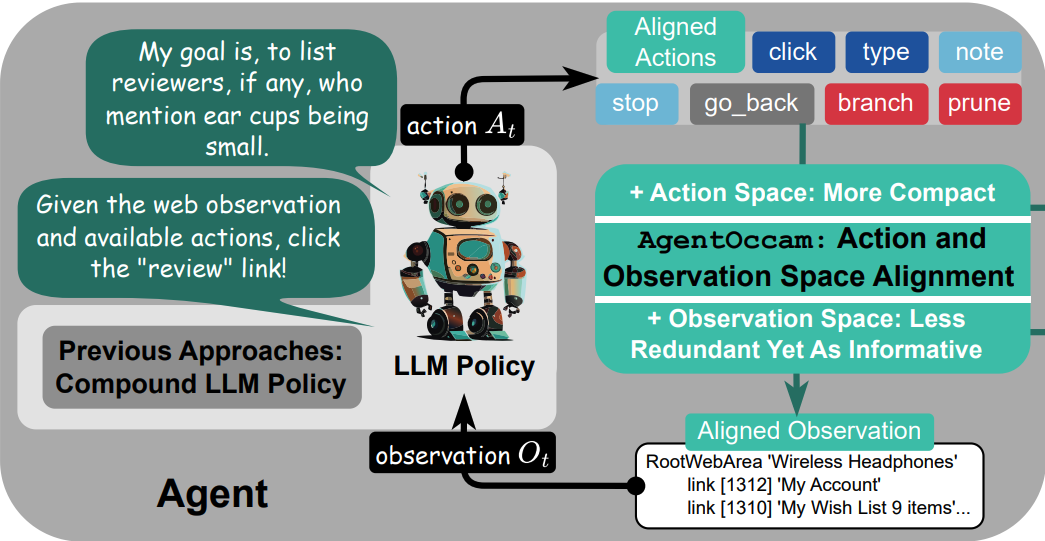 My goal is, to list
reviewers, if any, who
mention ear cups being
small.
Given the web observation
and available actions, click
the "review" link!
Previous Approaches:
Compound LLM Policy
LLM Policy
action Aₜ
observation Oₜ
Agent
Aligned
Actions
click
type
note
stop
go_back
branch
prune
+ Action Space: More Compact
AgentOccam: Action and
Observation Space Alignment
+ Observation Space: Less
Redundant Yet As Informative
Aligned Observation
RootWebArea 'Wireless Headphones'
link [1312] 'My Account'
link [1310] 'My Wish List 9 items'...